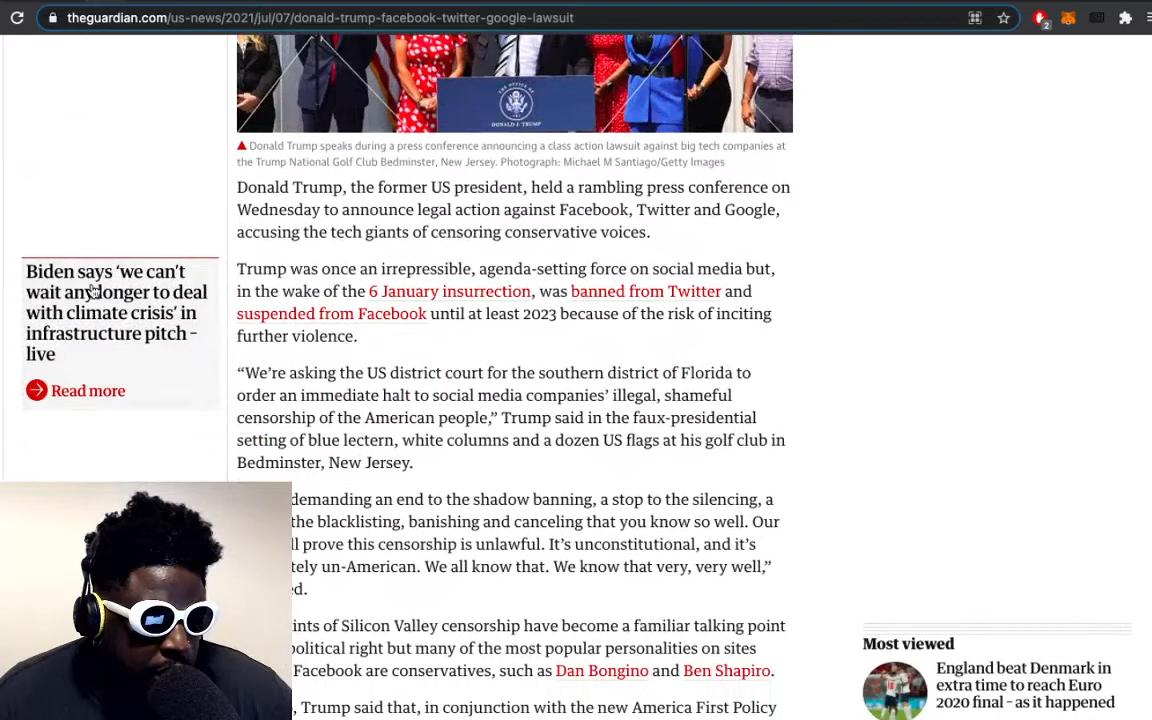 theguardian.com/us-news/2021/jul/07/donald-trump-facebook-twitter-google-lawsuit
2
THE OFFICE OF
DONALD J. TRUMP
Donald Trump speaks during a press conference announcing a class action lawsuit against big tech companies at
the Trump National Golf Club Bedminster, New Jersey. Photograph: Michael M Santiago/Getty Images
Donald Trump, the former US president, held a rambling press conference on
Wednesday to announce legal action against Facebook, Twitter and Google,
accusing the tech giants of censoring conservative voices.
Trump was once an irrepressible, agenda-setting force on social media but,
in the wake of the 6 January insurrection, was banned from Twitter and
suspended from Facebook until at least 2023 because of the risk of inciting
further violence.
“We’re asking the US district court for the southern district of Florida to
order an immediate halt to social media companies’ illegal, shameful
censorship of the American people,” Trump said in the faux-presidential
setting of blue lectern, white columns and a dozen US flags at his golf club in
Bedminster, New Jersey.
demanding an end to the shadow banning, a stop to the silencing, a
the blacklisting, banishing and canceling that you know so well. Our
prove this censorship is unlawful. It’s unconstitutional, and it’s
un-American. We all know that. We know that very, very well,”
of Silicon Valley censorship have become a familiar talking point
political right but many of the most popular personalities on sites
Facebook are conservatives, such as Dan Bongino and Ben Shapiro.
Trump said that, in conjunction with the new America First Policy
Biden says ‘we can’t
wait any longer to deal
with climate crisis’ in
infrastructure pitch –
live
Read more
Most viewed
England beat Denmark in
extra time to reach Euro
2020 final – as it happened